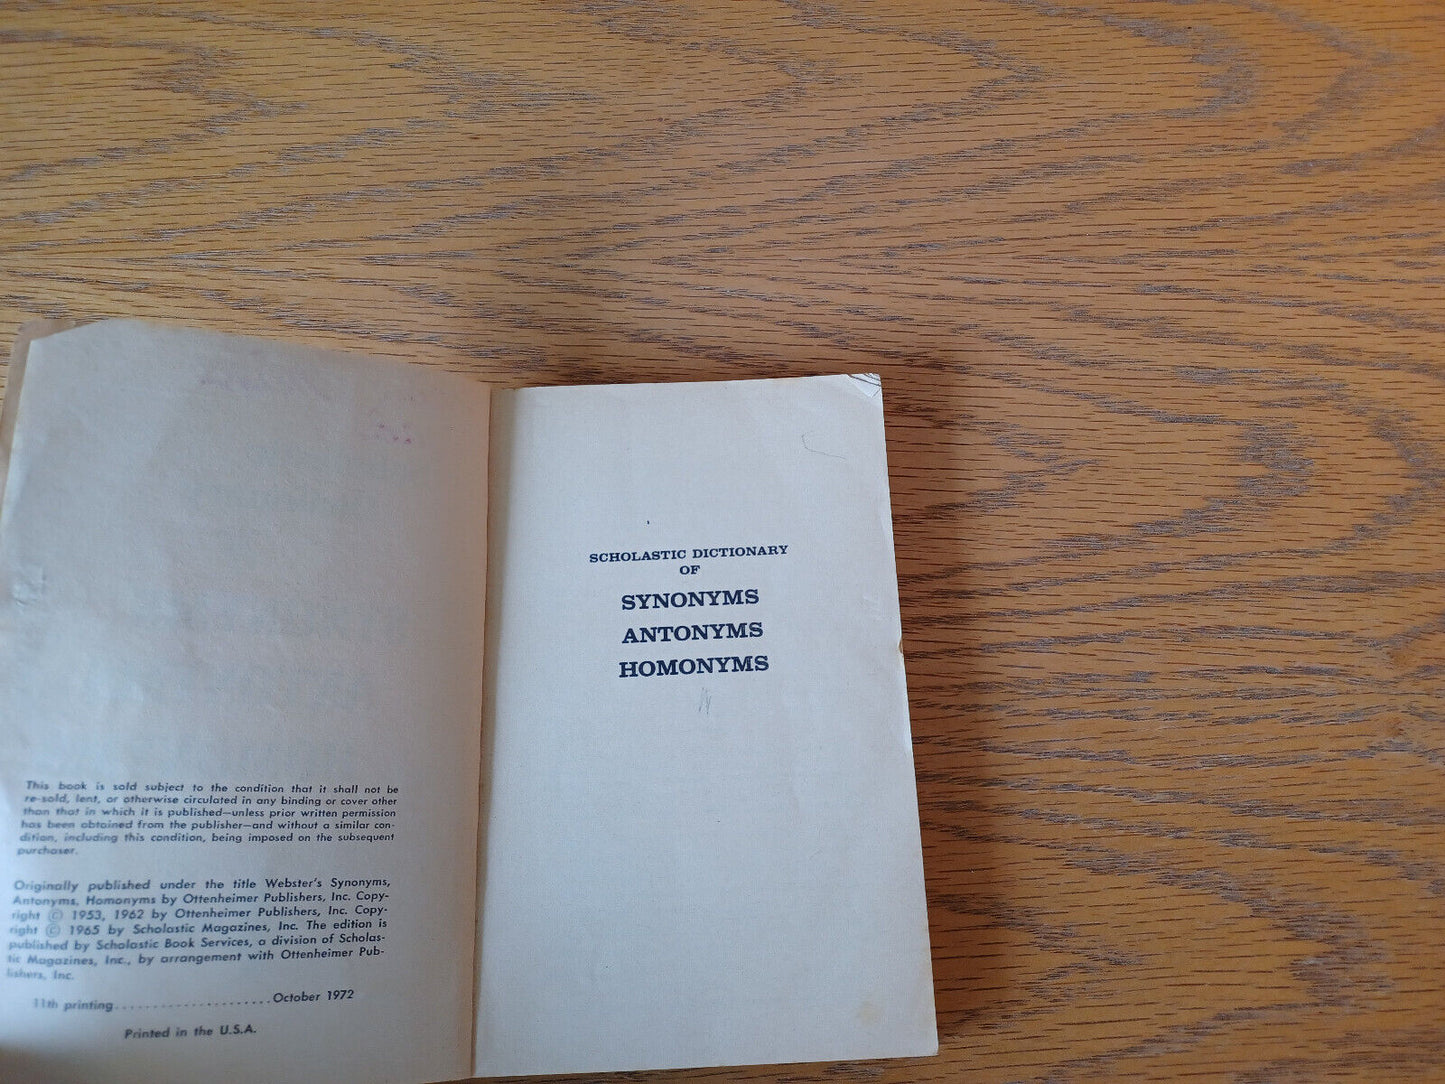 This book is sold subject to the condition that it shall not be
re-sold, lent, or otherwise circulated in any binding or cover other
than that in which it is published—unless prior written permission
has been obtained from the publisher—and without a similar con-
dition, including this condition, being imposed on the subsequent
purchaser.
Originally published under the title Webster's Synonyms,
Antonyms, Homonyms by Ottenheimer Publishers, Inc. Copy-
right © 1953, 1962 by Ottenheimer Publishers, Inc. Copy-
right © 1965 by Scholastic Magazines, Inc. The edition is
published by Scholastic Book Services, a division of Scholas-
tic Magazines, Inc., by arrangement with Ottenheimer Pub-
lishers, Inc.
11th printing......................October 1972
Printed in the U.S.A.
SCHOLASTIC DICTIONARY
OF
SYNONYMS
ANTONYMS
HOMONYMS